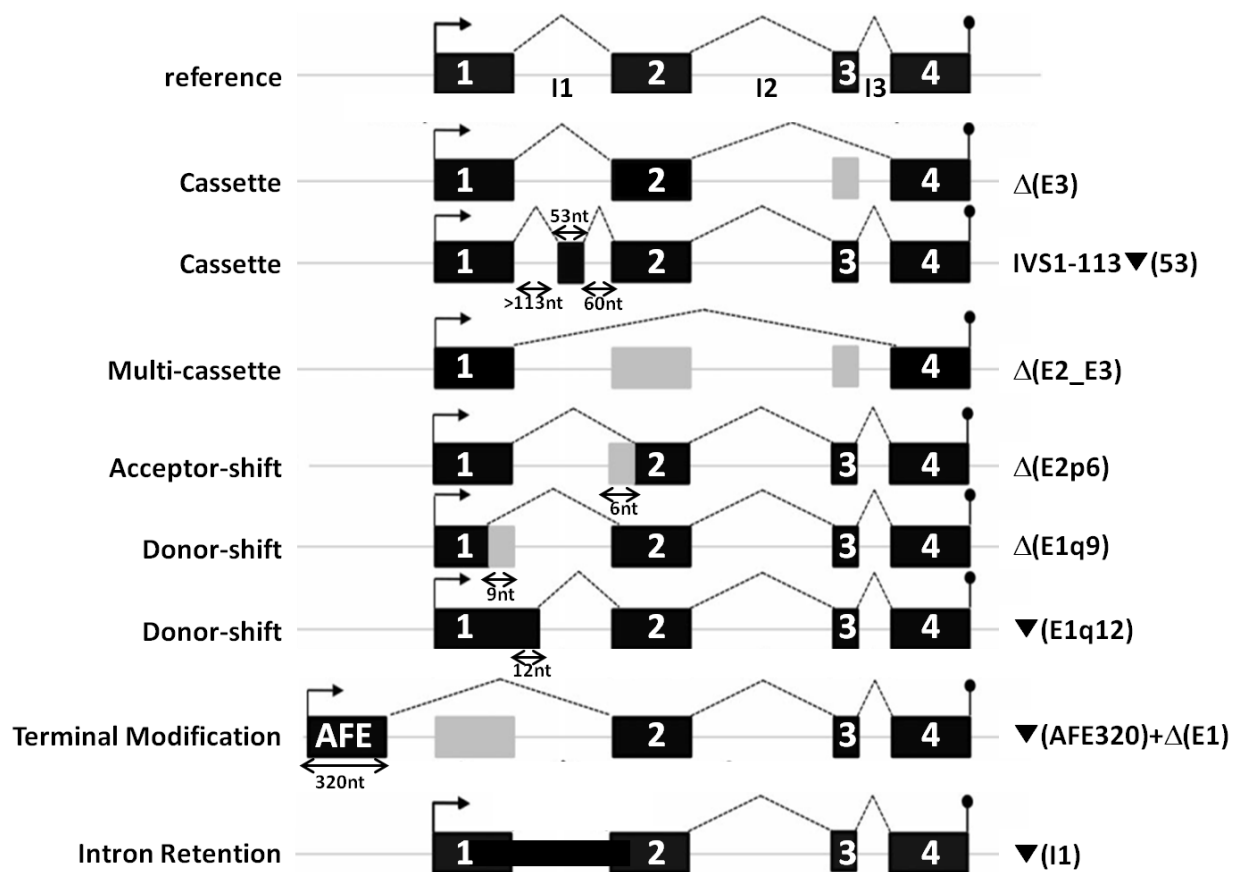 reference 1 2 3 4
I1 I2 I3
Cassette 1 2 4 Δ(E3)
53nt
Cassette 1 2 3 4 IVS1-113▼(53)
>113nt 60nt
Multi-cassette 1 4 Δ(E2_E3)
Acceptor-shift 1 2 3 4 Δ(E2p6)
6nt
Donor-shift 1 2 3 4 Δ(E1q9)
9nt
Donor-shift 1 2 3 4 ▼(E1q12)
12nt
Terminal Modification AFE 2 3 4 ▼(AFE320)+Δ(E1)
320nt
Intron Retention 1 2 3 4 ▼(I1)